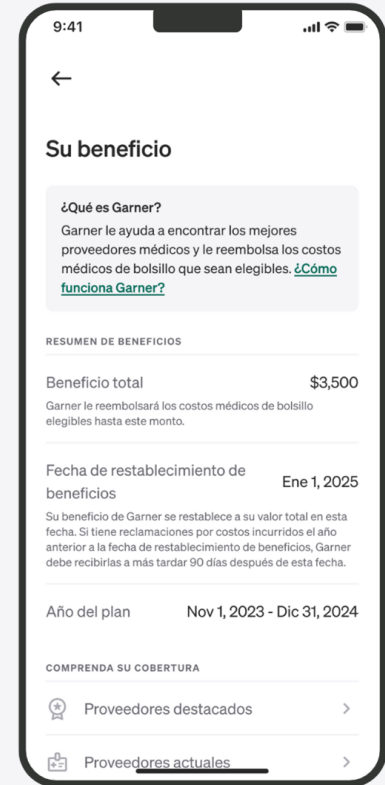 9:41
Su beneficio
¿Qué es Garner?
Garner le ayuda a encontrar los mejores
proveedores médicos y le reembolsa los costos
médicos de bolsillo que sean elegibles. ¿Cómo
funciona Garner?
RESUMEN DE BENEFICIOS
Beneficio total $3,500
Garner le reembolsará los costos médicos de bolsillo
elegibles hasta este monto.
Fecha de restablecimiento de
beneficios Ene 1, 2025
Su beneficio de Garner se restablece a su valor total en esta
fecha. Si tiene reclamaciones por costos incurridos el año
anterior a la fecha de restablecimiento de beneficios, Garner
debe recibirlas a más tardar 90 días después de esta fecha.
Año del plan Nov 1, 2023 - Dic 31, 2024
COMPRENDA SU COBERTURA
Proveedores destacados
Proveedores actuales